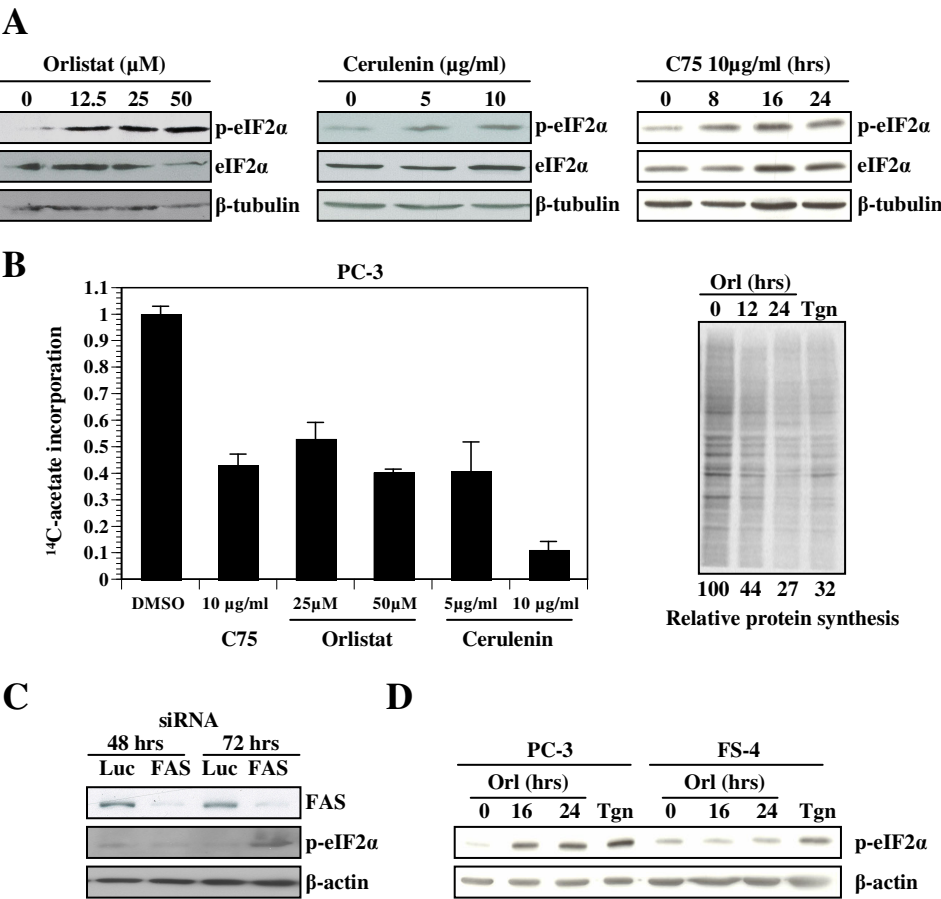 A
Orlistat (µM)
0 12.5 25 50
p-eIF2α
eIF2α
β-tubulin
Cerulenin (µg/ml)
0 5 10
p-eIF2α
eIF2α
β-tubulin
C75 10µg/ml (hrs)
0 8 16 24
p-eIF2α
eIF2α
β-tubulin
B
PC-3
14C-acetate incorporation
1.1
1
0.9
0.8
0.7
0.6
0.5
0.4
0.3
0.2
0.1
0
DMSO 10 µg/ml 25µM 50µM 5µg/ml 10 µg/ml
C75 Orlistat Cerulenin
Orl (hrs)
0 12 24 Tgn
100 44 27 32
Relative protein synthesis
C
siRNA
48 hrs 72 hrs
Luc FAS Luc FAS
FAS
p-eIF2α
β-actin
D
PC-3 FS-4
Orl (hrs) Orl (hrs)
0 16 24 Tgn 0 16 24 Tgn
p-eIF2α
β-actin